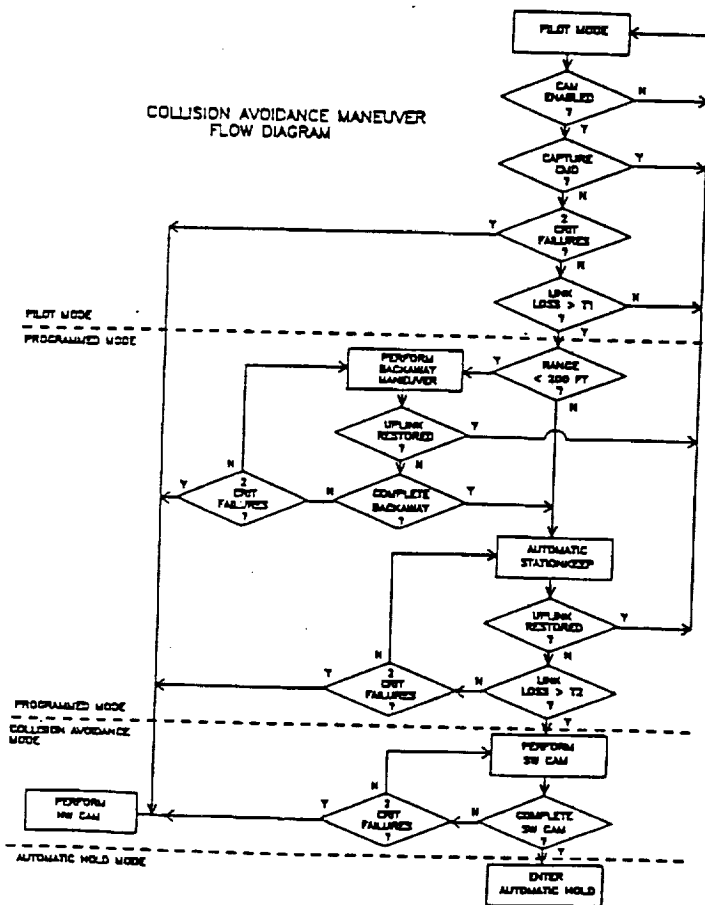 PILOT MODE
CAM
ENABLED
?
N
Y
COLLISION AVOIDANCE MANEUVER
FLOW DIAGRAM
CAPTURE
CMD
?
Y
N
Y
2
CRIT
FAILURES
?
N
LINK
LOSS > T1
?
N
Y
PILOT MODE
PROGRAMMED MODE
PERFORM
BACKAWAY
MANEUVER
Y
RANGE
< 200 FT
?
N
UPLINK
RESTORED
?
Y
N
Y
N
2
CRIT
FAILURES
?
N
COMPLETE
BACKAWAY
?
Y
AUTOMATIC
STATIONKEEP
UPLINK
RESTORED
?
Y
N
N
Y
2
CRIT
FAILURES
?
N
LINK
LOSS > T2
?
Y
PROGRAMMED MODE
COLLISION AVOIDANCE
MODE
PERFORM
SW CAM
PERFORM
HW CAM
Y
N
2
CRIT
FAILURES
?
N
COMPLETE
SW CAM
?
Y
AUTOMATIC HOLD MODE
ENTER
AUTOMATIC HOLD